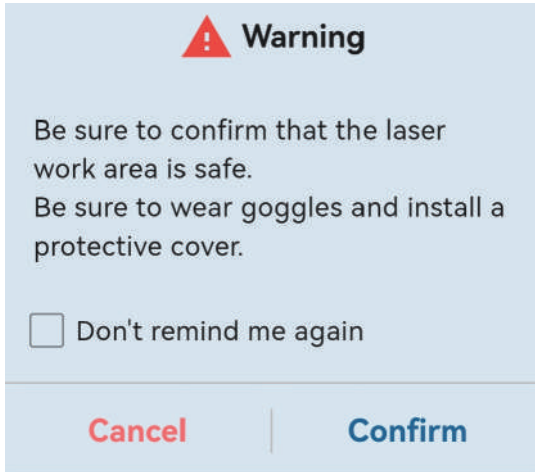 Warning
Be sure to confirm that the laser
work area is safe.
Be sure to wear goggles and install a
protective cover.
Don't remind me again
Cancel
Confirm